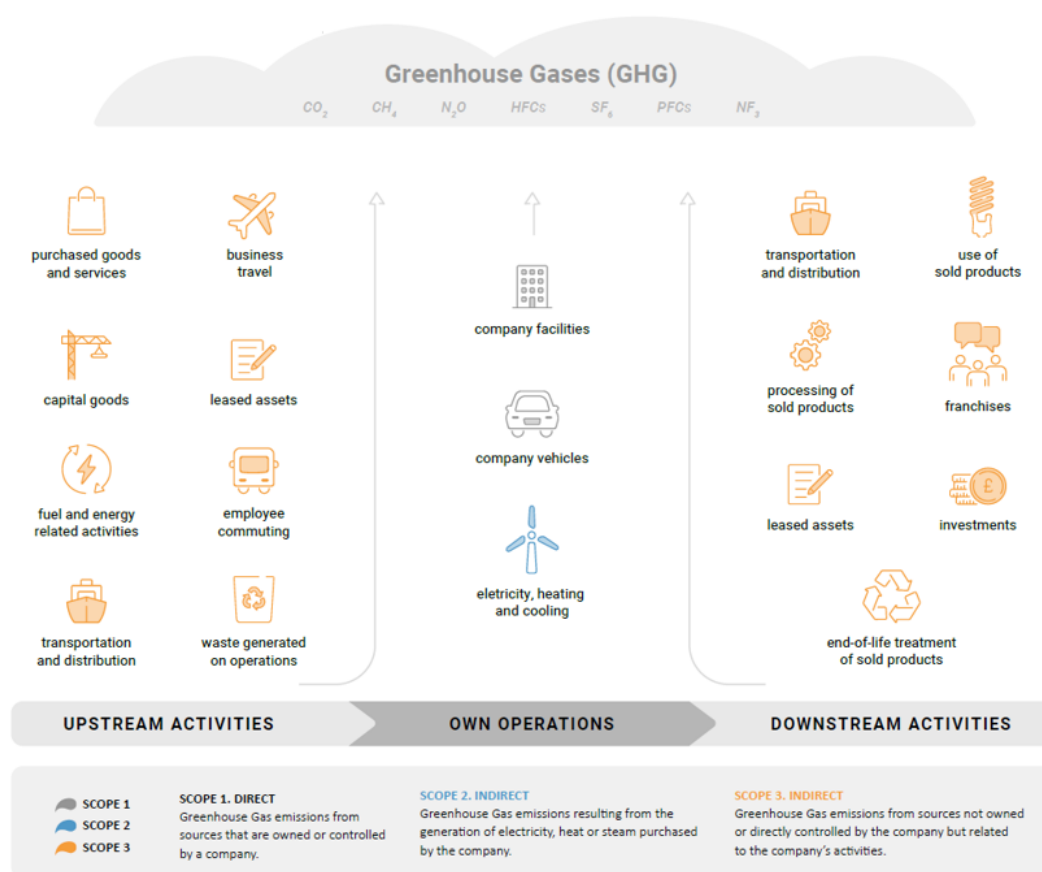 Greenhouse Gases (GHG)
CO₂ CH₄ N₂O HFCs SF₆ PFCs NF₃
purchased goods
and services
business
travel
capital goods
leased assets
fuel and energy
related activities
employee
commuting
transportation
and distribution
waste generated
on operations
company facilities
company vehicles
eletricity, heating
and cooling
transportation
and distribution
use of
sold products
processing of
sold products
franchises
leased assets
£
investments
end-of-life treatment
of sold products
UPSTREAM ACTIVITIES
OWN OPERATIONS
DOWNSTREAM ACTIVITIES
SCOPE 1
SCOPE 2
SCOPE 3
SCOPE 1. DIRECT
Greenhouse Gas emissions from
sources that are owned or controlled
by a company.
SCOPE 2. INDIRECT
Greenhouse Gas emissions resulting from the
generation of electricity, heat or steam purchased
by the company.
SCOPE 3. INDIRECT
Greenhouse Gas emissions from sources not owned
or directly controlled by the company but related
to the company's activities.